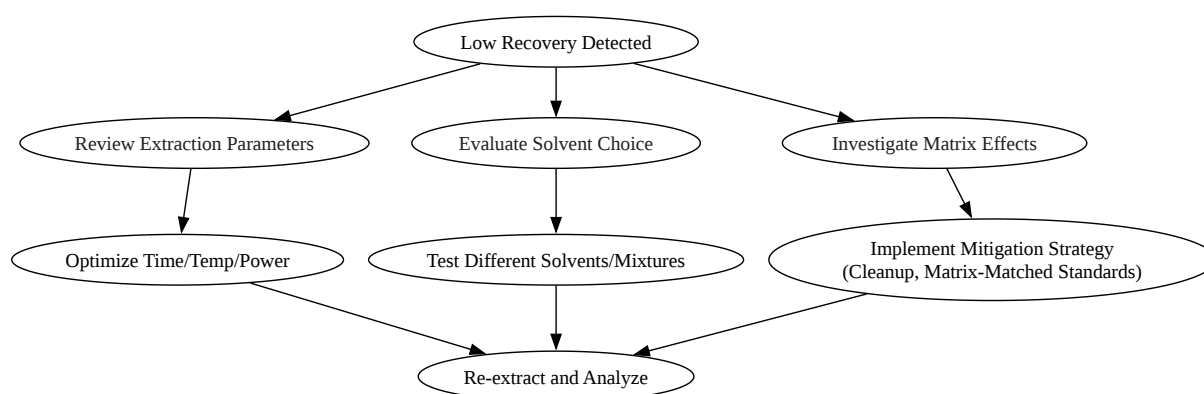 Low Recovery Detected
Review Extraction Parameters
Evaluate Solvent Choice
Investigate Matrix Effects
Optimize Time/Temp/Power
Test Different Solvents/Mixtures
Implement Mitigation Strategy
(Cleanup, Matrix-Matched Standards)
Re-extract and Analyze